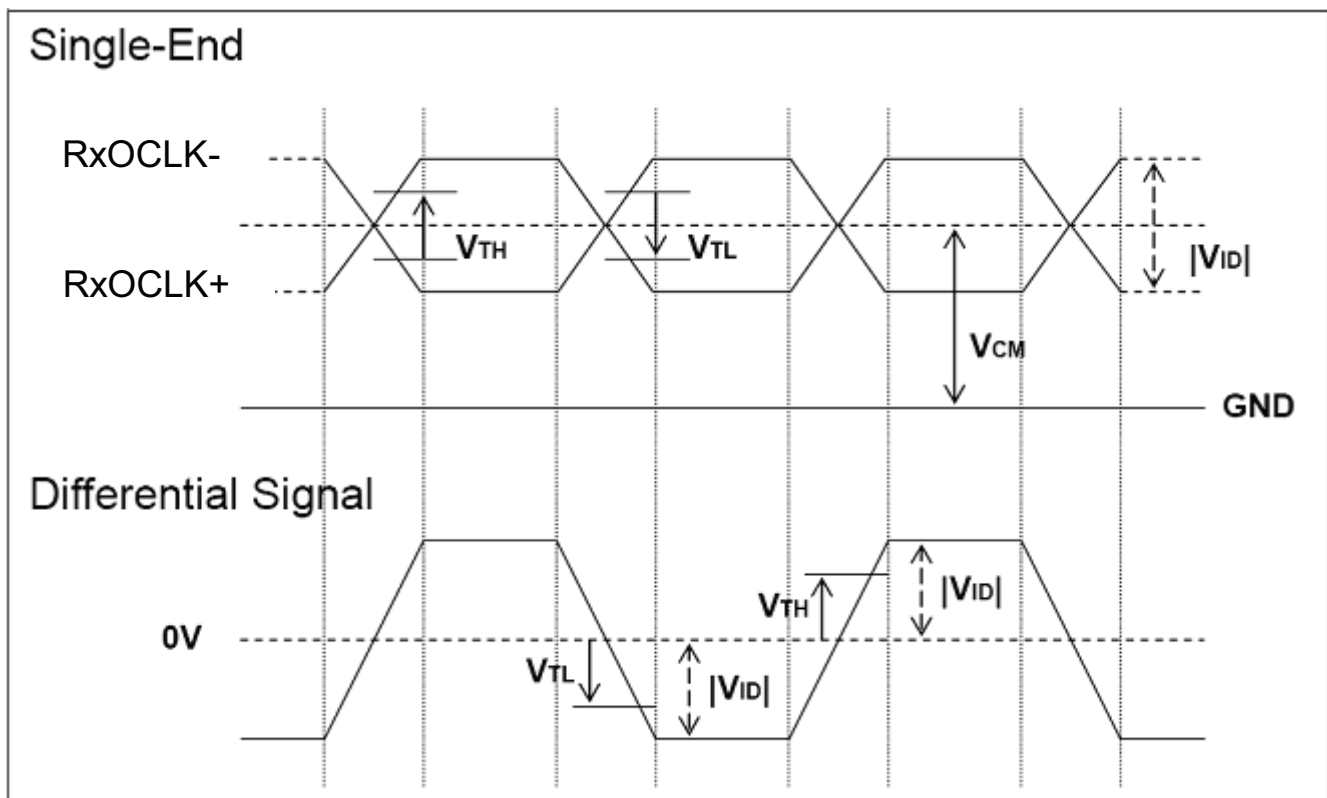 Single-End
RxOCLK-
VTH
VTL
|VID|
RxOCLK+
VCM
GND
Differential Signal
VTH
|VID|
0V
VTL
|VID|